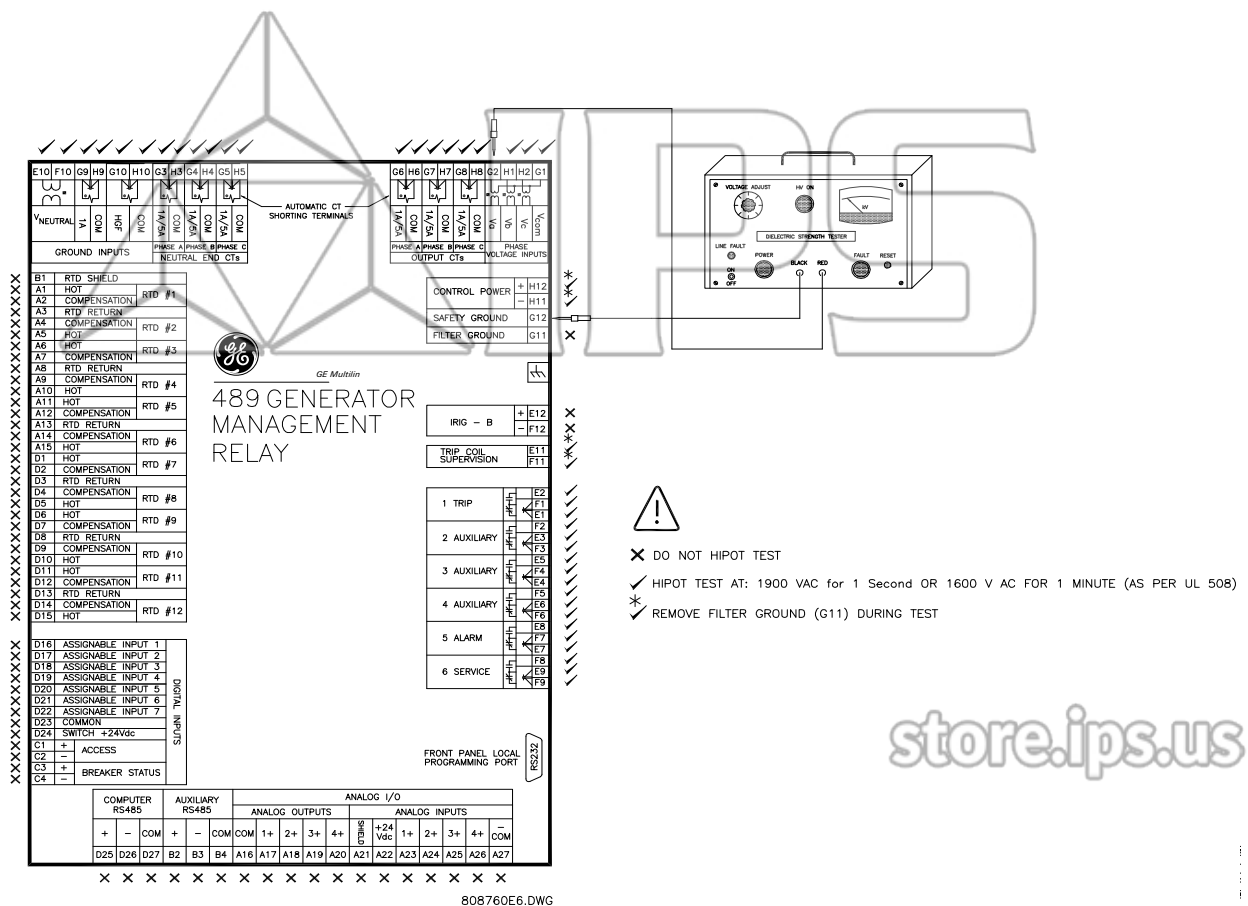 E10 F10 G9 H9 G10 H10 G3 H3 G4 H4 G5 H5
G6 H6 G7 H7 G8 H8 G2 H1 H2 G1
AUTOMATIC CT
SHORTING TERMINALS
VNEUTRAL 1A COM HGF COM 1A/5A COM 1A/5A COM 1A/5A COM
1A/5A COM 1A/5A COM 1A/5A COM Va Vb Vc Vcom
GROUND INPUTS
PHASE A PHASE B PHASE C
NEUTRAL END CTs
PHASE A PHASE B PHASE C
OUTPUT CTs
PHASE
VOLTAGE INPUTS
B1 RTD SHIELD
A1 HOT
RTD #1
A2 COMPENSATION
A3 RTD RETURN
A4 COMPENSATION
RTD #2
A5 HOT
A6 HOT
RTD #3
A7 COMPENSATION
A8 RTD RETURN
A9 COMPENSATION
RTD #4
A10 HOT
A11 HOT
RTD #5
A12 COMPENSATION
A13 RTD RETURN
A14 COMPENSATION
RTD #6
A15 HOT
D1 HOT
RTD #7
D2 COMPENSATION
D3 RTD RETURN
D4 COMPENSATION
RTD #8
D5 HOT
D6 HOT
RTD #9
D7 COMPENSATION
D8 RTD RETURN
D9 COMPENSATION
RTD #10
D10 HOT
D11 HOT
RTD #11
D12 COMPENSATION
D13 RTD RETURN
D14 COMPENSATION
RTD #12
D15 HOT
D16 ASSIGNABLE INPUT 1
D17 ASSIGNABLE INPUT 2
D18 ASSIGNABLE INPUT 3
D19 ASSIGNABLE INPUT 4
D20 ASSIGNABLE INPUT 5
D21 ASSIGNABLE INPUT 6
D22 ASSIGNABLE INPUT 7
D23 COMMON
D24 SWITCH +24Vdc
C1 +
ACCESS
C2 −
C3 +
BREAKER STATUS
C4 −
DIGITAL INPUTS
GE
GE Multilin
489 GENERATOR
MANAGEMENT
RELAY
CONTROL POWER
+ H12
− H11
SAFETY GROUND G12
FILTER GROUND G11
IRIG − B
+ E12
− F12
TRIP COIL
SUPERVISION
E11
F11
1 TRIP
E2
F1
E1
2 AUXILIARY
F2
E3
F3
3 AUXILIARY
E5
F4
E4
4 AUXILIARY
F5
E6
F6
5 ALARM
E8
F7
E7
6 SERVICE
F8
E9
F9
FRONT PANEL LOCAL
PROGRAMMING PORT
RS232
COMPUTER
RS485
AUXILIARY
RS485
ANALOG I/O
ANALOG OUTPUTS
ANALOG INPUTS
+ − COM + − COM COM 1+ 2+ 3+ 4+ SHIELD +24 Vdc 1+ 2+ 3+ 4+ − COM
D25 D26 D27 B2 B3 B4 A16 A17 A18 A19 A20 A21 A22 A23 A24 A25 A26 A27
808760E6.DWG
VOLTAGE ADJUST
HV ON
kV
DIELECTRIC STRENGTH TESTER
LINE FAULT
ON
OFF
POWER
BLACK
RED
FAULT
RESET
!
DO NOT HIPOT TEST
HIPOT TEST AT: 1900 VAC for 1 Second OR 1600 V AC FOR 1 MINUTE (AS PER UL 508)
REMOVE FILTER GROUND (G11) DURING TEST
IPS
store.ips.us